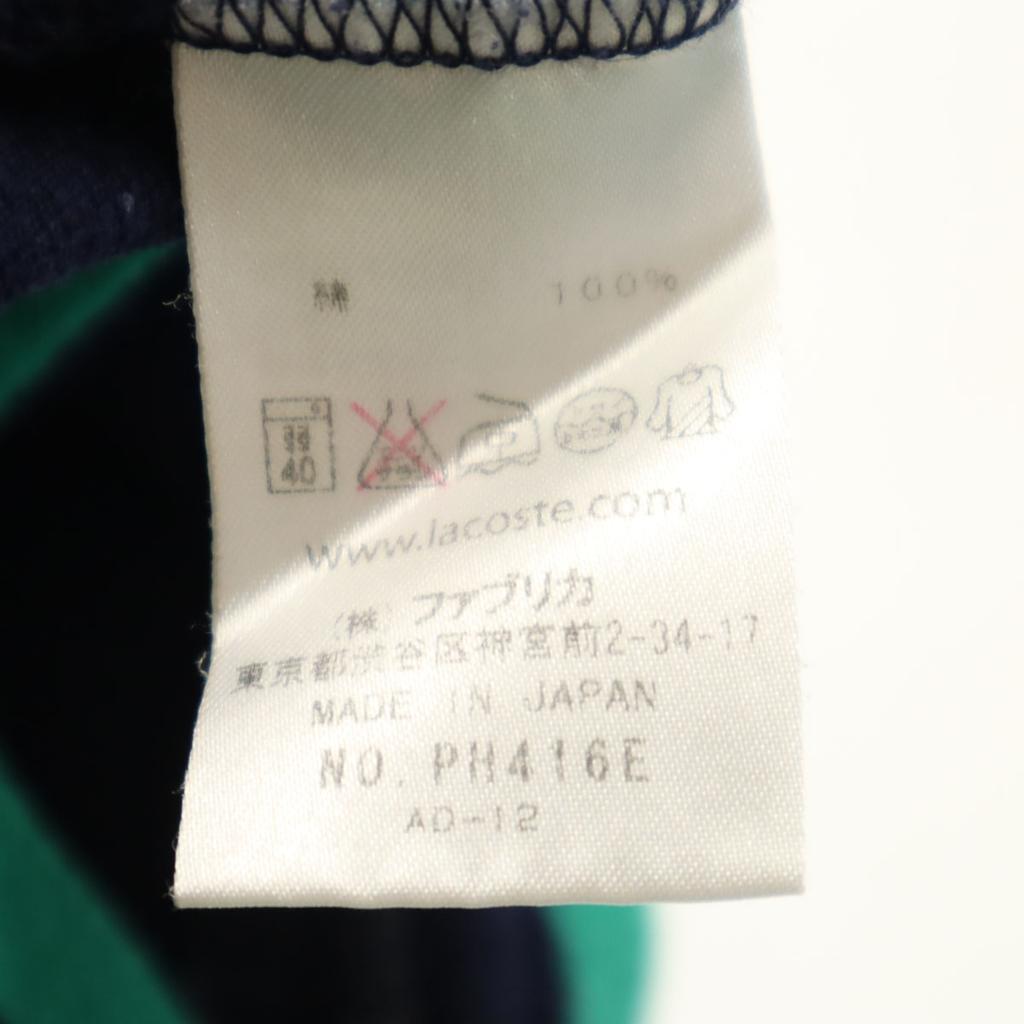 綿 100%
40
www.lacoste.com
(株) ファブリカ
東京都渋谷区神宮前2-34-17
MADE IN JAPAN
NO. PH416E
AD-12